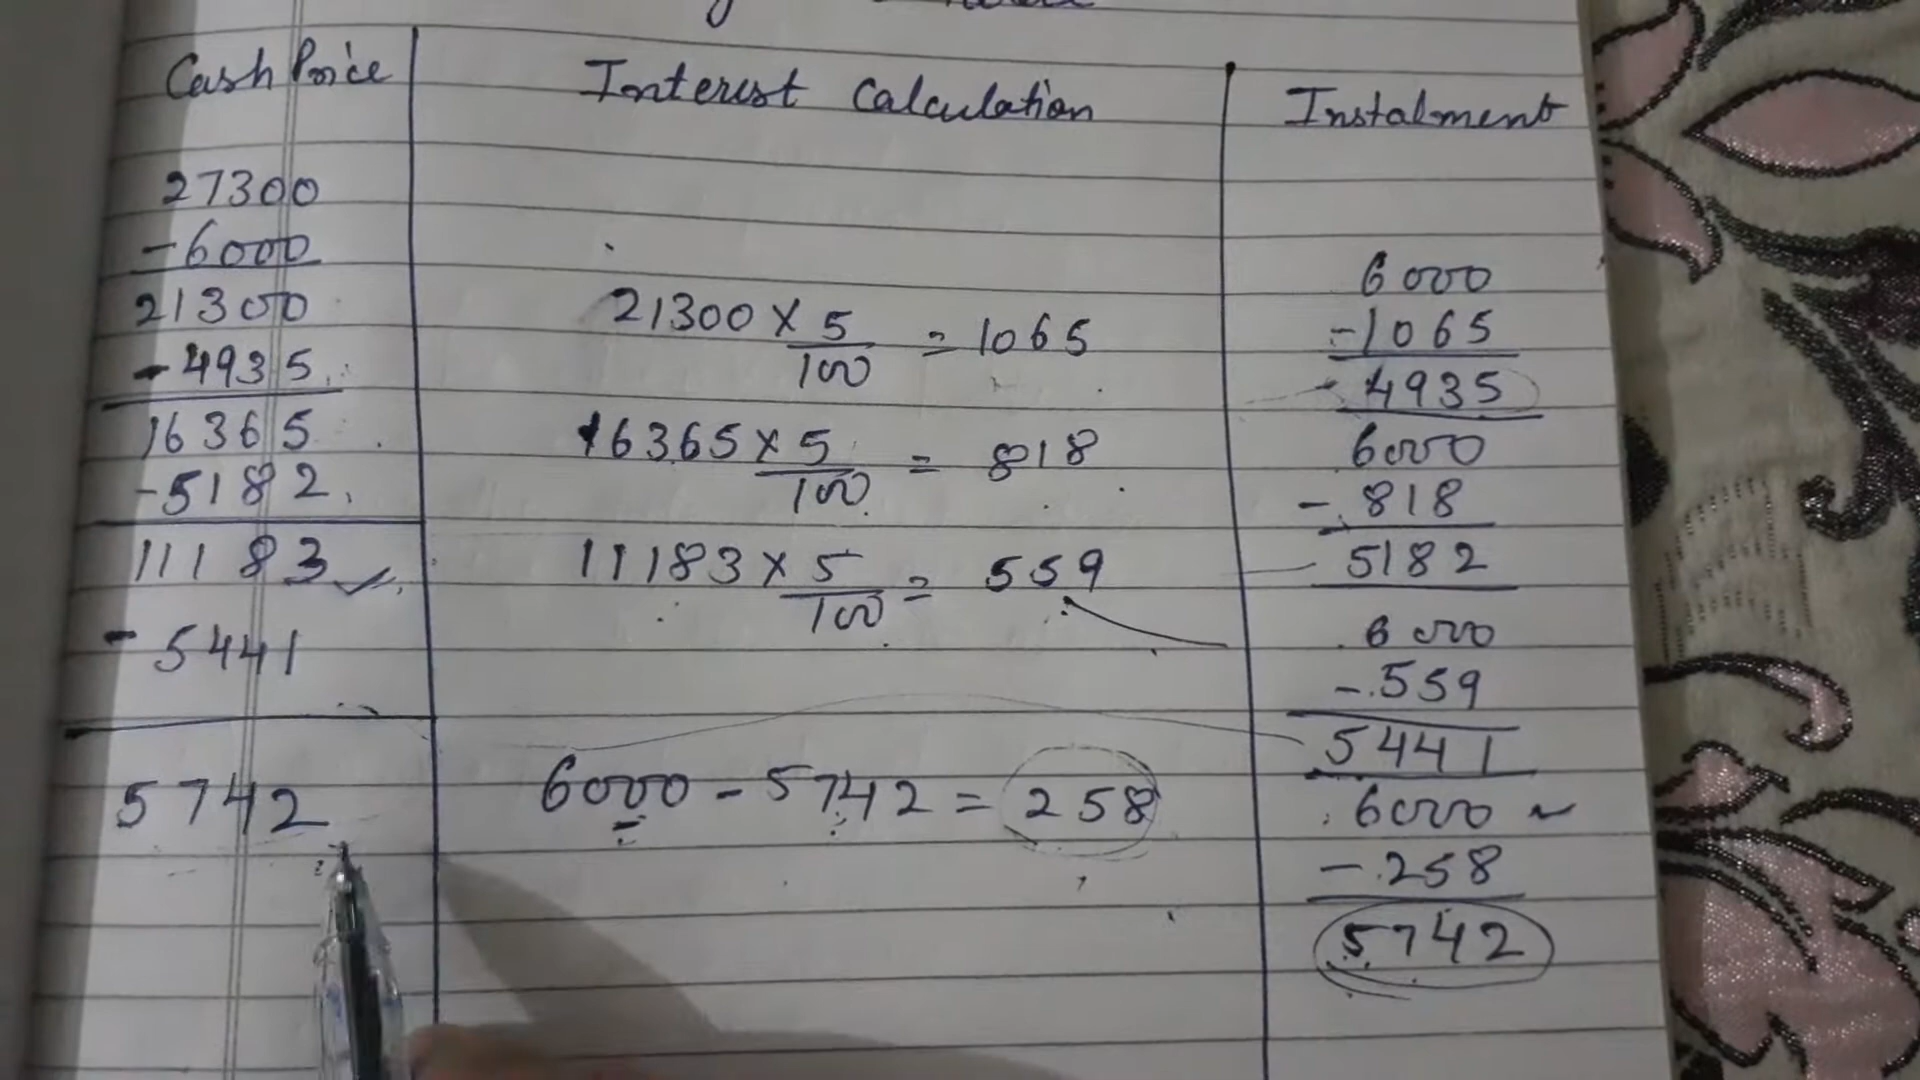 Cash Price Interest Calculation Instalment
27300
-6000
21300 21300 X 5/100 = 1065 6000
-4935 -1065
16365 16365 X 5/100 = 818 4935
-5182 6000
11183 11183 X 5/100 = 559 -818
-5441 5182
6000
-559
5441
5742 6000 - 5742 = 258 6000
-258
5742